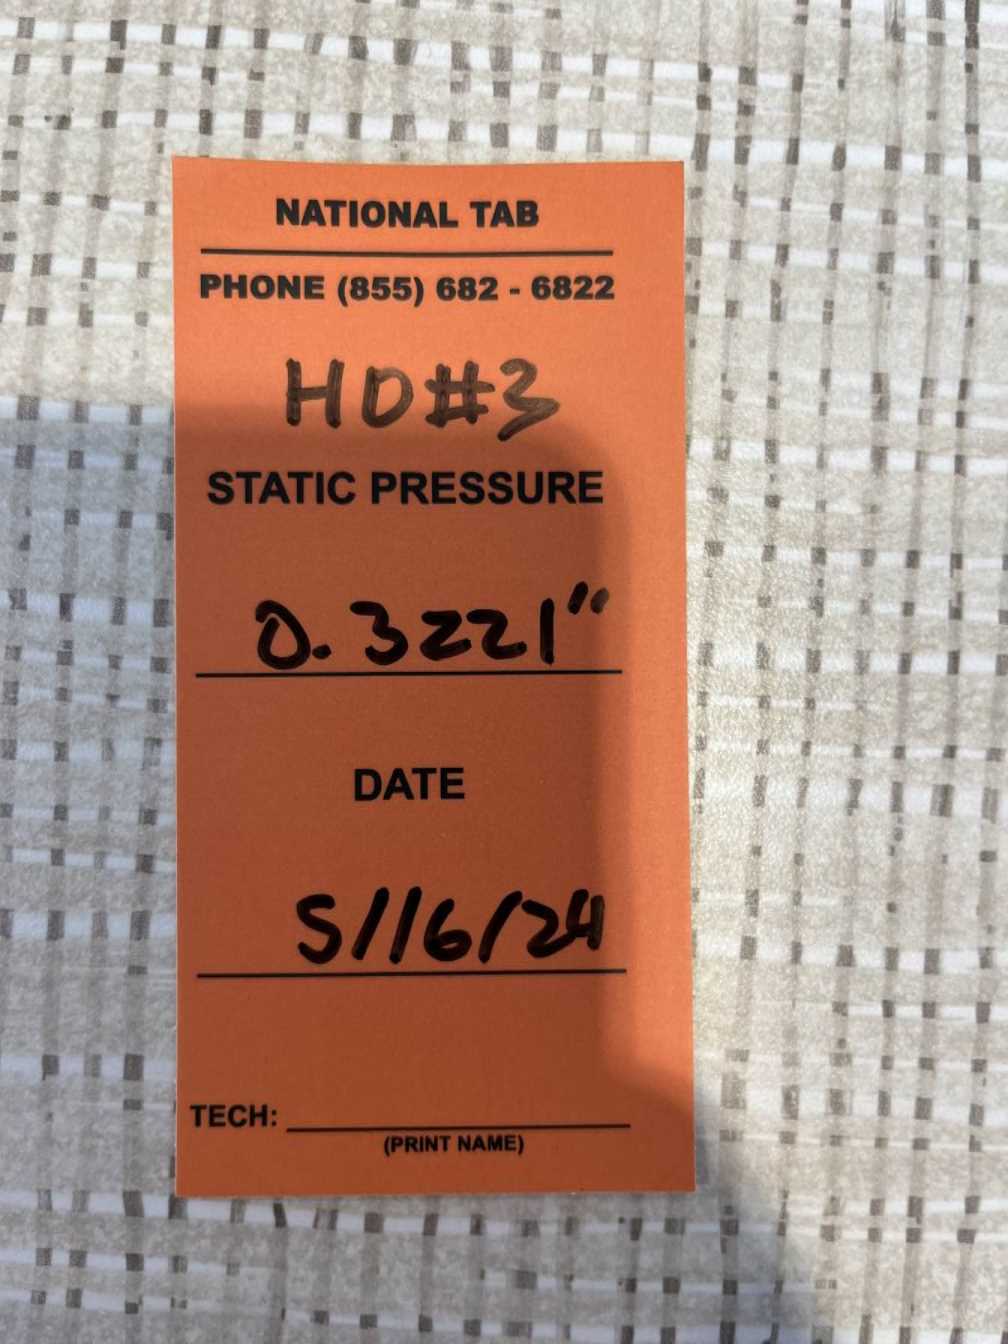 NATIONAL TAB
PHONE (855) 682 - 6822
HD#3
STATIC PRESSURE
0.3221"
DATE
5/16/24
TECH:
(PRINT NAME)